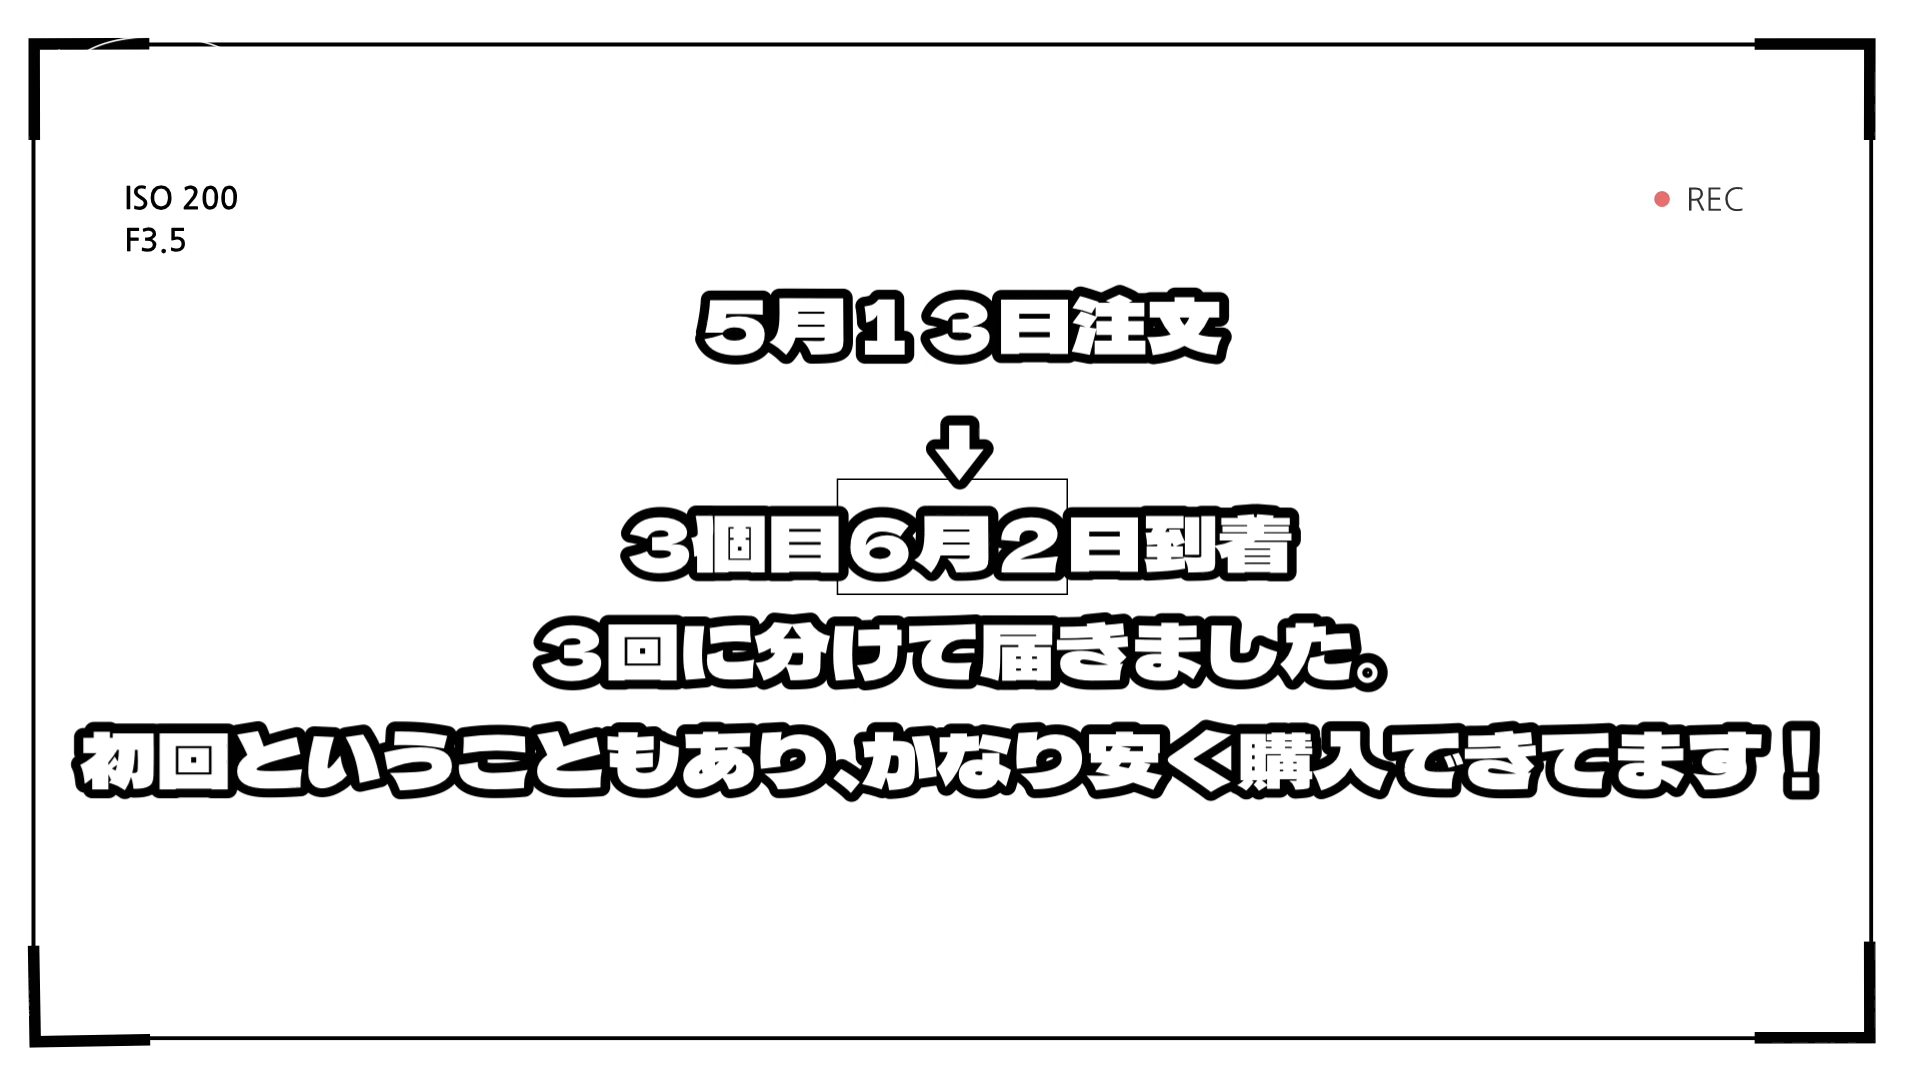 ISO 200
F3.5
REC
5月13日注文
3個目6月2日到着
3回に分けて届きました。
初回ということもあり、かなり安く購入できてます！